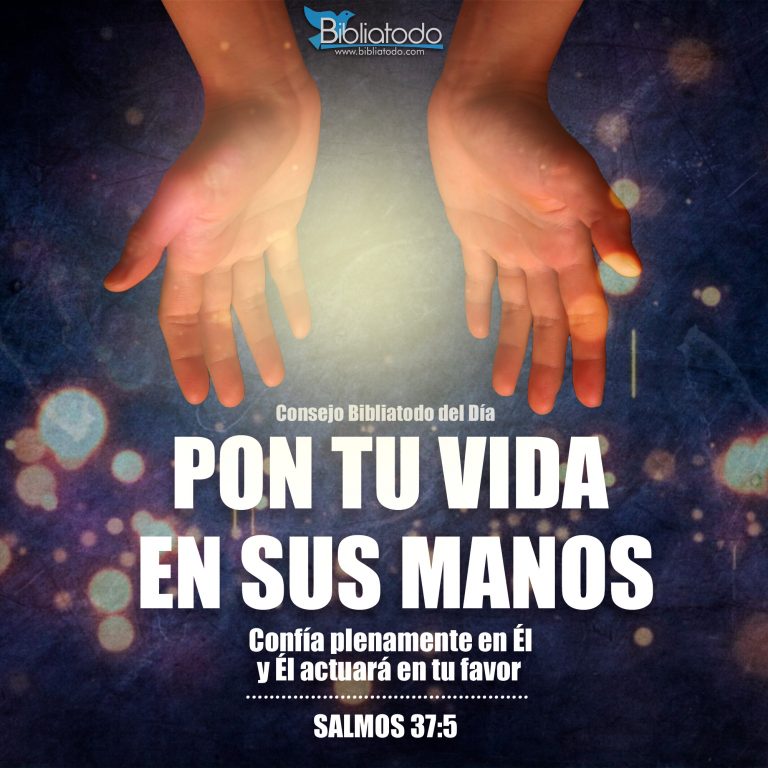 Bibliatodo
www.bibliatodo.com
Consejo Bibliatodo del Día
PON TU VIDA
EN SUS MANOS
Confía plenamente en Él
y Él actuará en tu favor
SALMOS 37:5